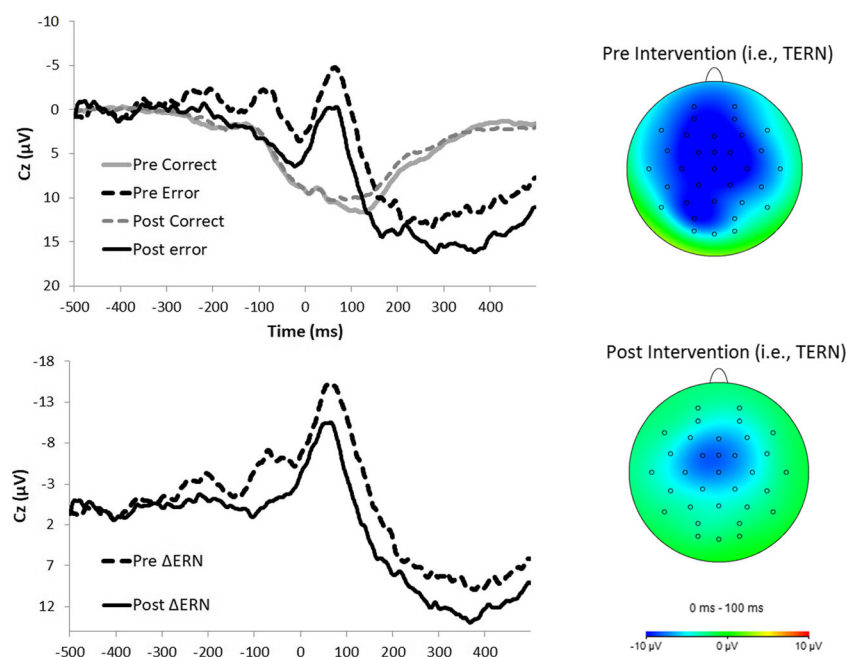 -10
-5
0
5
10
15
20
Cz (µV)
Pre Correct
Pre Error
Post Correct
Post error
-500 -400 -300 -200 -100 0 100 200 300 400
Time (ms)
Pre Intervention (i.e., TERN)
-18
-13
-8
-3
2
7
12
Cz (µV)
Pre ΔERN
Post ΔERN
-500 -400 -300 -200 -100 0 100 200 300 400
Post Intervention (i.e., TERN)
0 ms - 100 ms
-10 µV 0 µV 10 µV